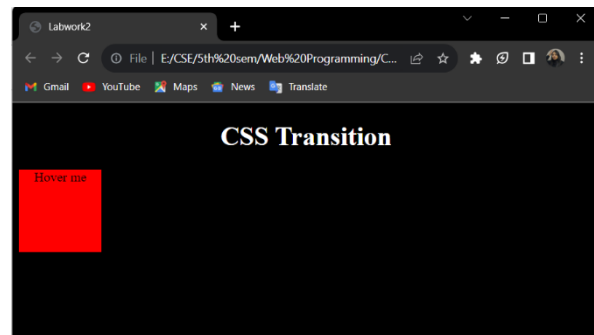 Labwork2
File | E:/CSE/5th%20sem/Web%20Programming/C...
Gmail YouTube Maps News Translate
CSS Transition
Hover me